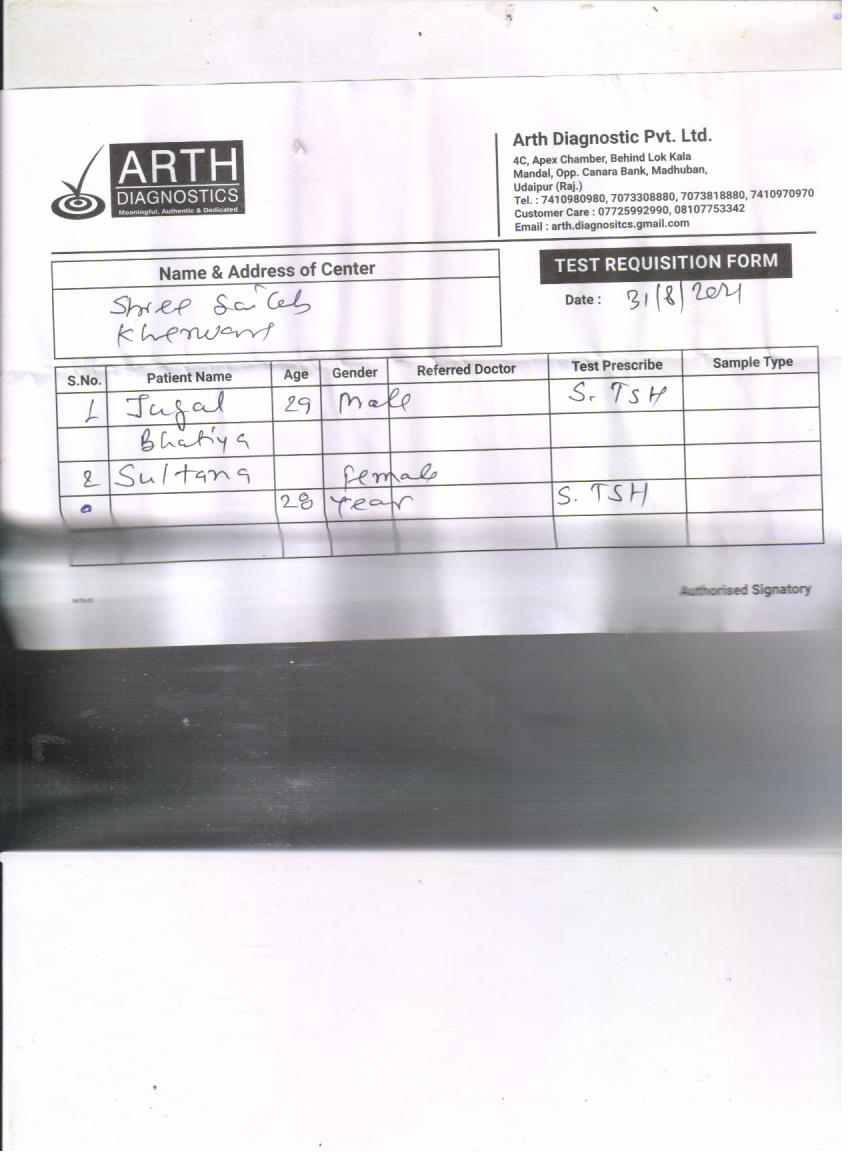 ARTH
DIAGNOSTICS
Meaningful, Authentic & Dedicated
Arth Diagnostic Pvt. Ltd.
4C, Apex Chamber, Behind Lok Kala
Mandal, Opp. Canara Bank, Madhuban,
Udaipur (Raj.)
Tel. : 7410980980, 7073308880, 7073818880, 7410970970
Customer Care : 07725992990, 08107753342
Email : arth.diagnositcs.gmail.com
Name & Address of Center
Shree Sai
TEST REQUISITION FORM
Date : 31/8/2021
S.No. Patient Name Age Gender Referred Doctor Test Prescribe Sample Type
1 Jugal 29 Male S. TSH
Bhatiya
2 Sultana female
28 year S. TSH
Authorised Signatory